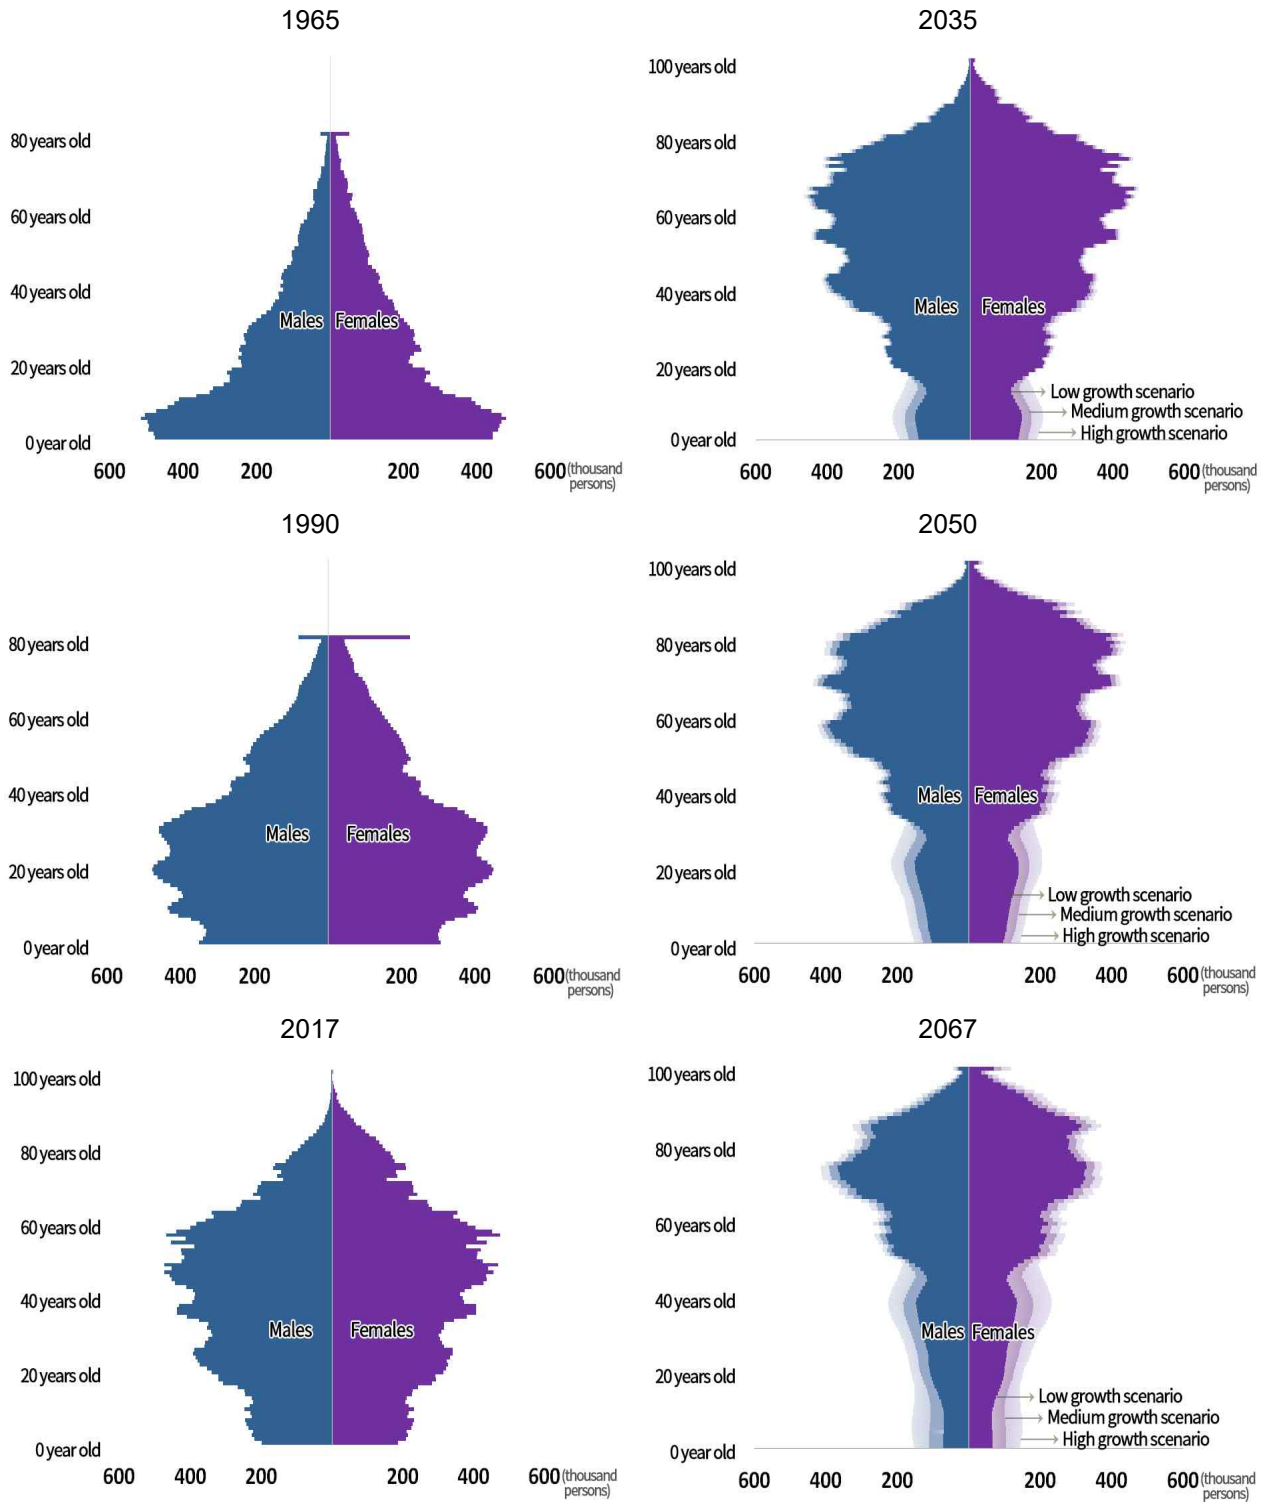 1965
80 years old
60 years old
40 years old
Males Females
20 years old
0 year old
600 400 200 200 400 600 (thousand
persons)
2035
100 years old
80 years old
60 years old
40 years old
Males Females
20 years old
Low growth scenario
Medium growth scenario
High growth scenario
0 year old
600 400 200 200 400 600 (thousand
persons)
1990
80 years old
60 years old
40 years old
Males Females
20 years old
0 year old
600 400 200 200 400 600 (thousand
persons)
2050
100 years old
80 years old
60 years old
40 years old
Males Females
20 years old
Low growth scenario
Medium growth scenario
High growth scenario
0 year old
600 400 200 200 400 600 (thousand
persons)
2017
100 years old
80 years old
60 years old
40 years old
Males Females
20 years old
0 year old
600 400 200 200 400 600 (thousand
persons)
2067
100 years old
80 years old
60 years old
40 years old
Males Females
20 years old
Low growth scenario
Medium growth scenario
High growth scenario
0 year old
600 400 200 200 400 600 (thousand
persons)